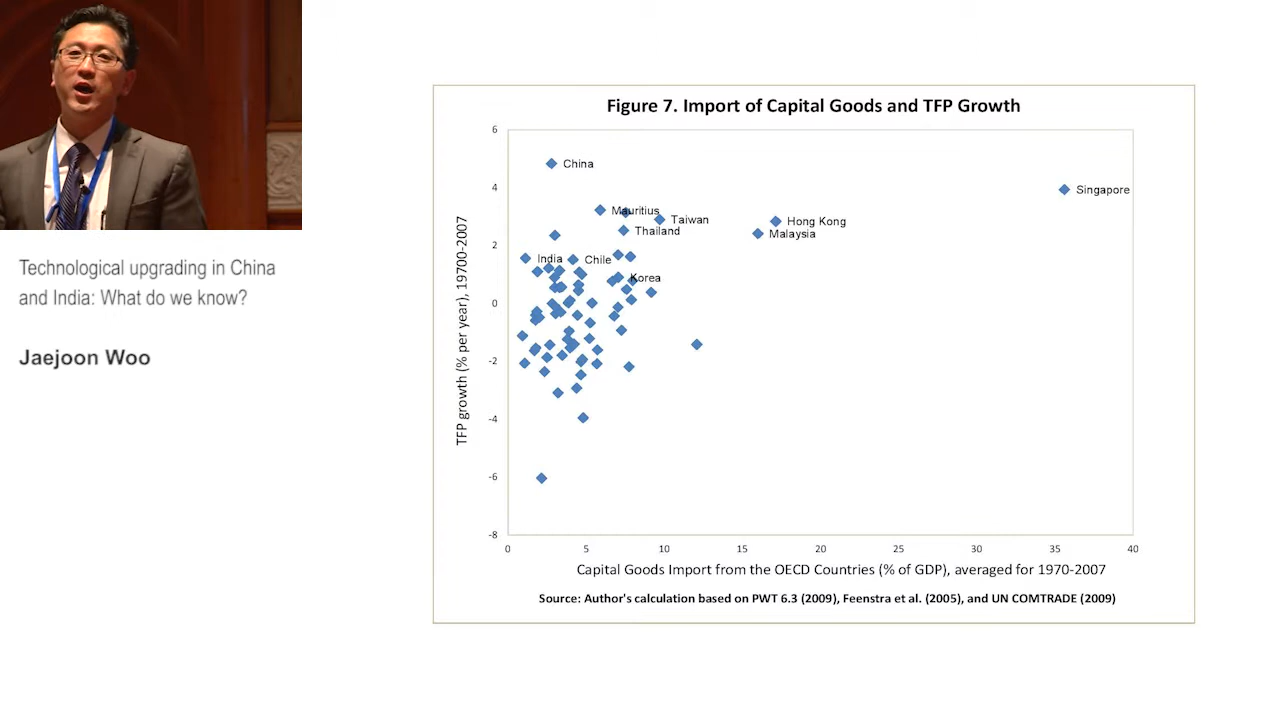 Technological upgrading in China
and India: What do we know?
Jaejoon Woo
Figure 7. Import of Capital Goods and TFP Growth
6
4
2
0
-2
-4
-6
-8
TFP growth (% per year), 19700-2007
China
Singapore
Mauritius
Taiwan
Hong Kong
Thailand
Malaysia
India
Chile
Korea
0 5 10 15 20 25 30 35 40
Capital Goods Import from the OECD Countries (% of GDP), averaged for 1970-2007
Source: Author's calculation based on PWT 6.3 (2009), Feenstra et al. (2005), and UN COMTRADE (2009)